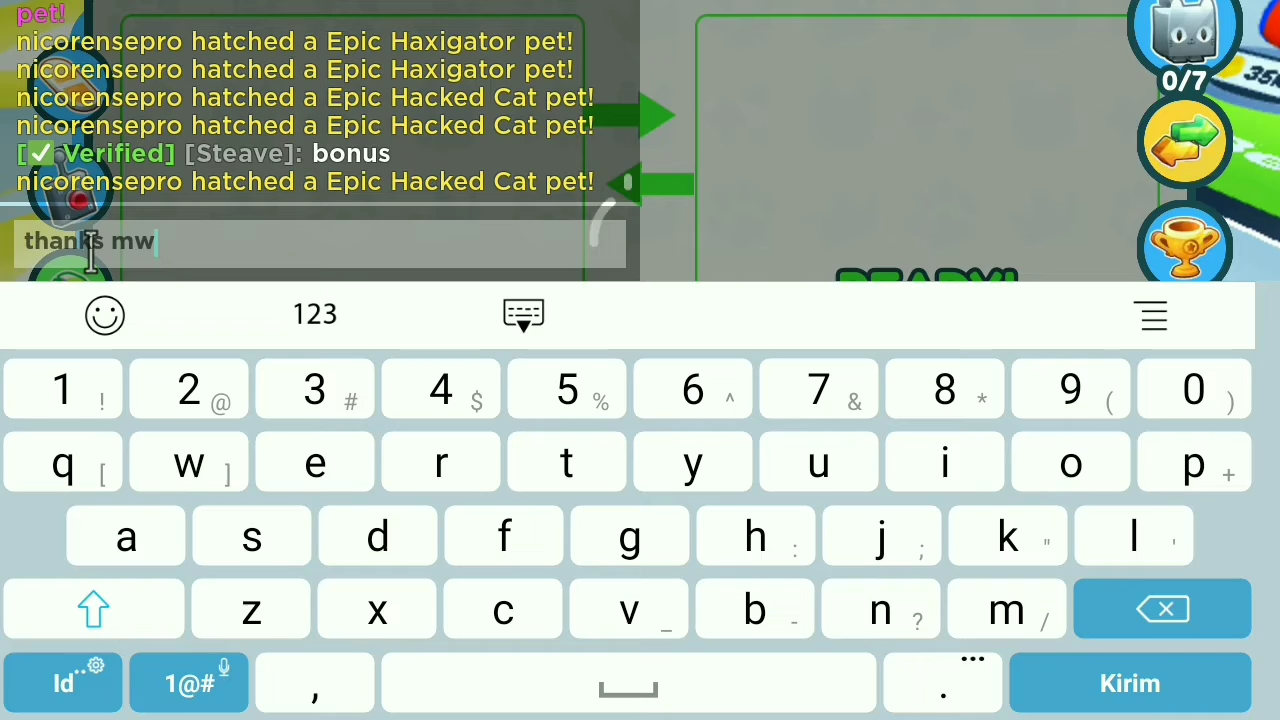 pet!
nicorensepro hatched a Epic Haxigator pet!
nicorensepro hatched a Epic Haxigator pet!
nicorensepro hatched a Epic Hacked Cat pet!
nicorensepro hatched a Epic Hacked Cat pet!
[✓ Verified] [Steave]: bonus
nicorensepro hatched a Epic Hacked Cat pet!
thanks mw
0/7
35K
READY!
123
1 ! 2 @ 3 # 4 $ 5 % 6 ^ 7 & 8 * 9 ( 0 )
q [ w ] e r t y u i o p +
a s d f g h : j ; k " l '
z x c v _ b - n ? m /
Id 1@# , . ... Kirim